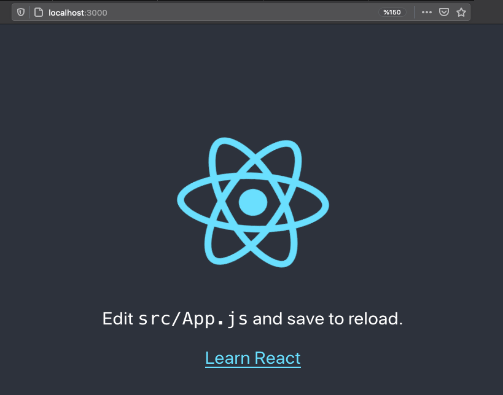 localhost:3000 %150
Edit src/App.js and save to reload.
Learn React